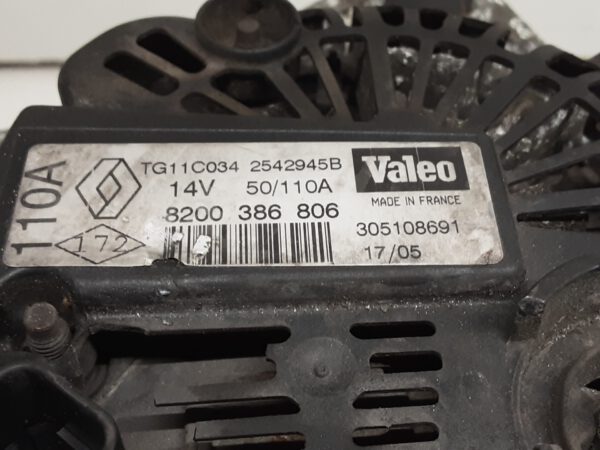 110A
172
TG11C034 2542945B
14V 50/110A
8200 386 806
Valeo
MADE IN FRANCE
305108691
17/05